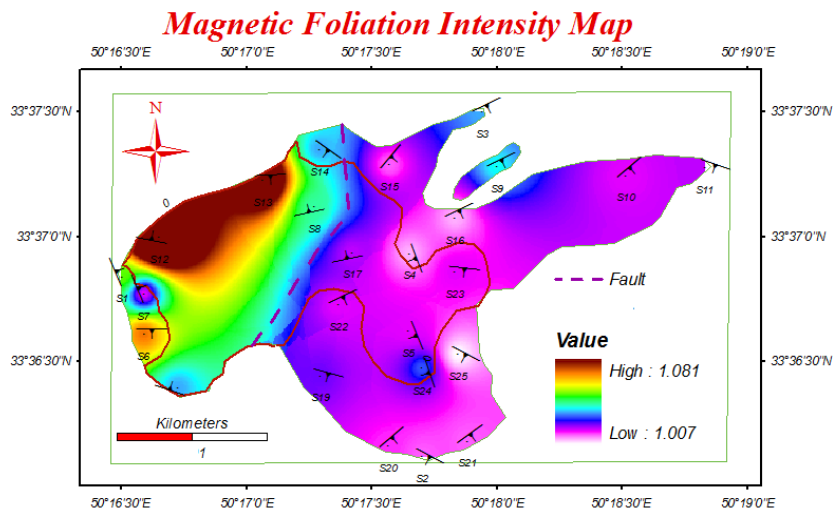 Magnetic Foliation Intensity Map
50°16'30"E 50°17'0"E 50°17'30"E 50°18'0"E 50°18'30"E 50°19'0"E
33°37'30"N 33°37'30"N
N
S3
S14
S15
S9
S10
S11
S13
0
S8
S16
33°37'0"N 33°37'0"N
S12
S17
S4
S23
Fault
S1
S7
S22
Value
S6
S5
S25
33°36'30"N 33°36'30"N
High : 1.081
S19
S24
Kilometers
Low : 1.007
1
S20
S2
S21
50°16'30"E 50°17'0"E 50°17'30"E 50°18'0"E 50°18'30"E 50°19'0"E